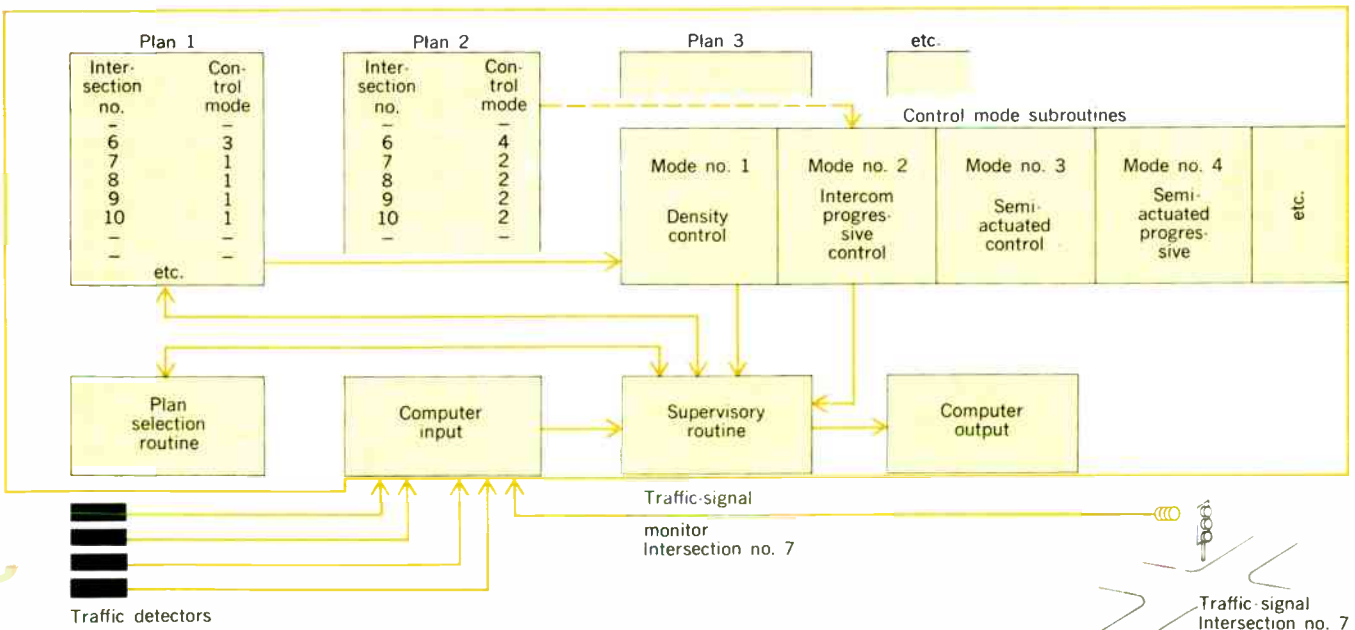 Plan 1
Inter-
section
no.
Con-
trol
mode
–
–
6 3
7 1
8 1
9 1
10 1
– –
– –
etc.
Plan 2
Inter-
section
no.
Con-
trol
mode
–
–
6 4
7 2
8 2
9 2
10 2
– –
– –
Plan 3
etc.
Control mode subroutines
Mode no. 1
Density
control
Mode no. 2
Intercom
progres-
sive
control
Mode no. 3
Semi-
actuated
control
Mode no. 4
Semi-
actuated
progres-
sive
etc.
Plan
selection
routine
Computer
input
Supervisory
routine
Computer
output
Traffic detectors
Traffic-signal
monitor
Intersection no. 7
Traffic-signal
Intersection no. 7